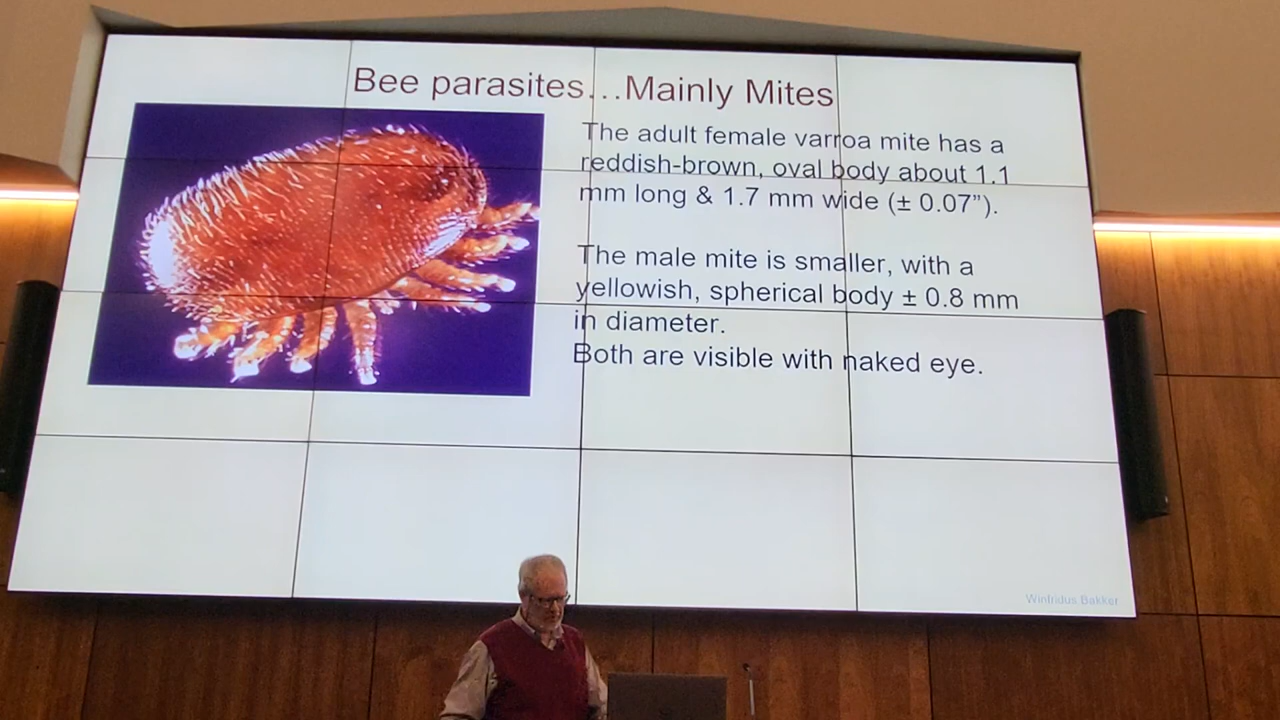 Bee parasites…Mainly Mites
The adult female varroa mite has a
reddish-brown, oval body about 1.1
mm long & 1.7 mm wide (± 0.07”).
The male mite is smaller, with a
yellowish, spherical body ± 0.8 mm
in diameter.
Both are visible with naked eye.
Winfridus Bakker